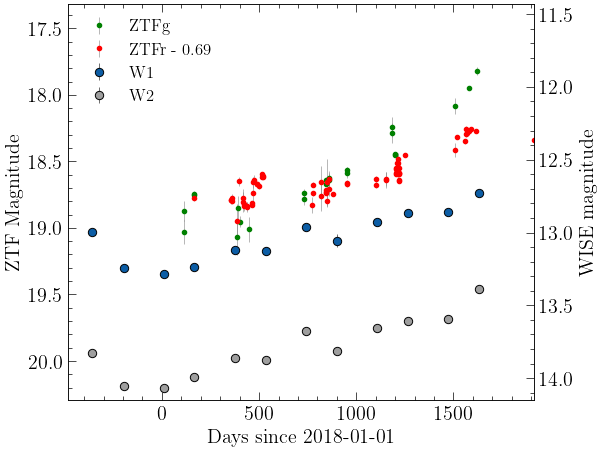 ZTFg
ZTFr - 0.69
W1
W2
17.5
18.0
18.5
19.0
19.5
20.0
ZTF Magnitude
11.5
12.0
12.5
13.0
13.5
14.0
WISE magnitude
0
500
1000
1500
Days since 2018-01-01